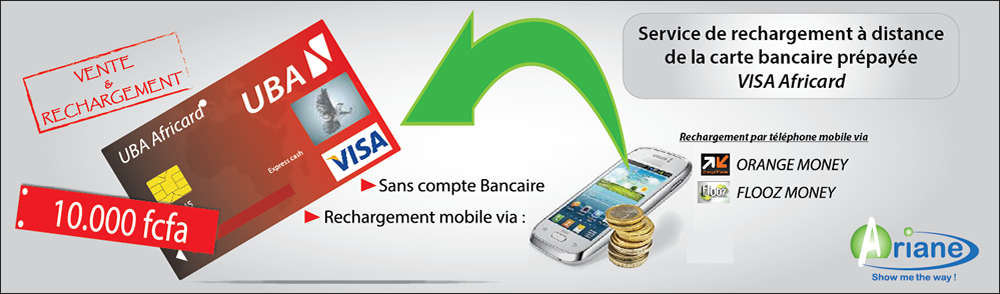 VENTE
&
RECHARGEMENT
UBA
UBA Africard
Express cash
VISA
10.000 fcfa
Sans compte Bancaire
Rechargement mobile via :
Service de rechargement à distance
de la carte bancaire prépayée
VISA Africard
Rechargement par téléphone mobile via
ORANGE MONEY
Flooz
FLOOZ MONEY
Ariane
Show me the way !